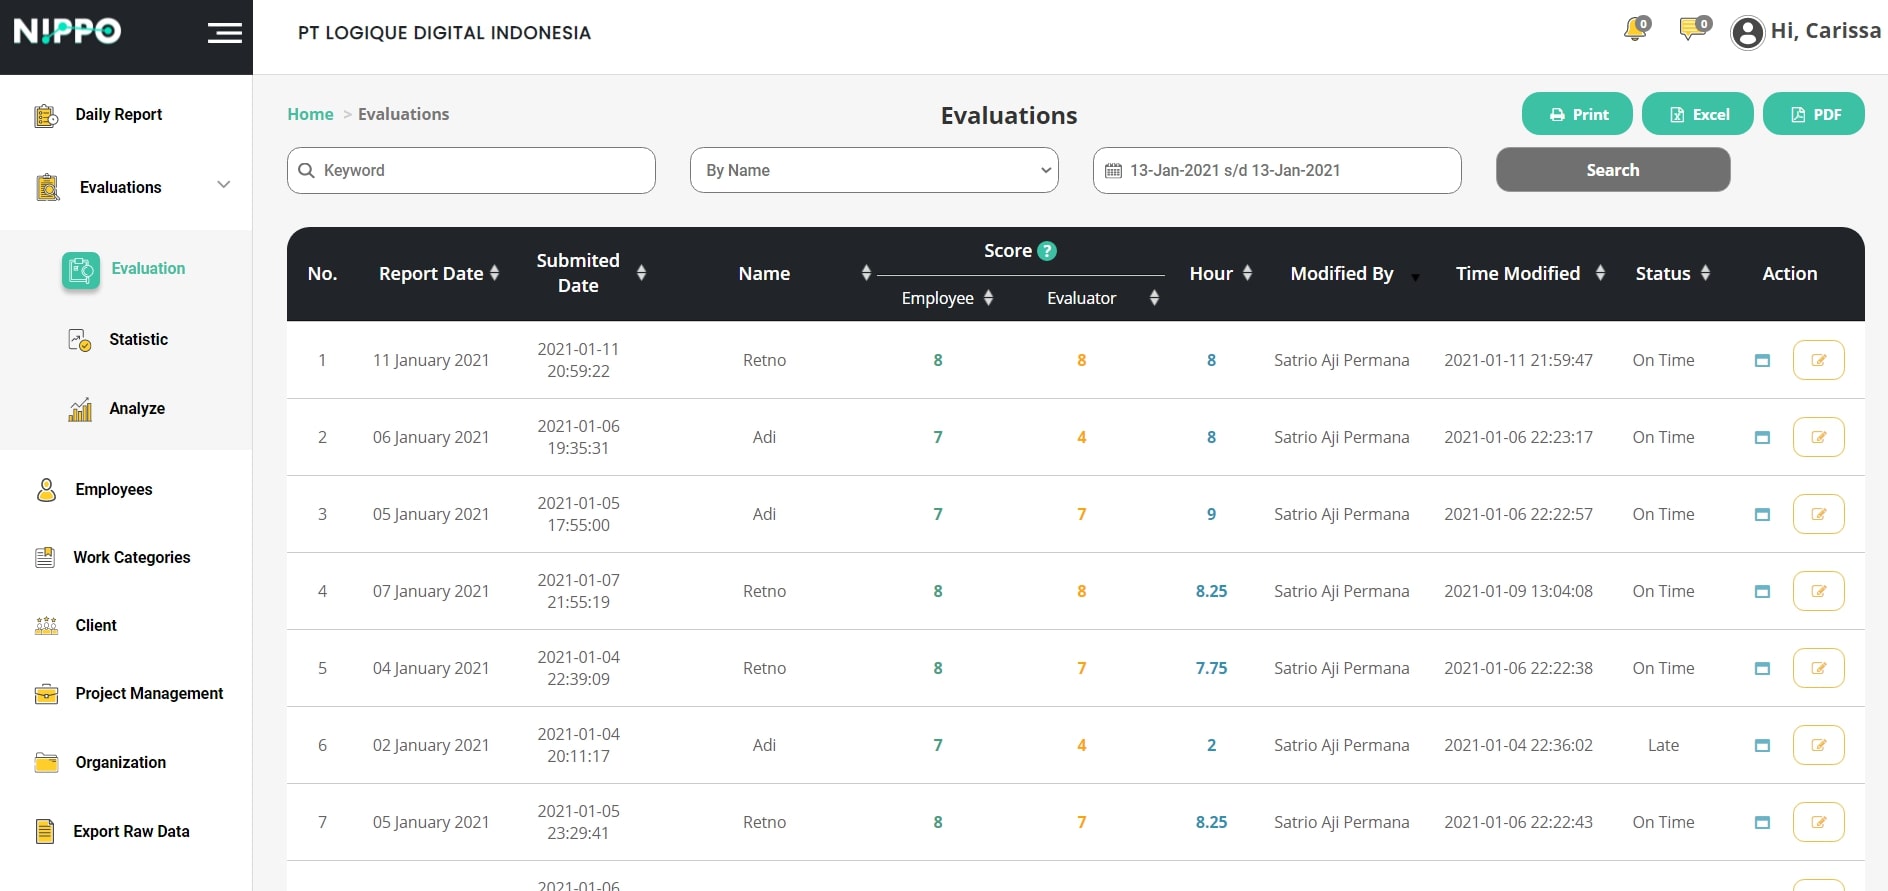 NIPPO
PT LOGIQUE DIGITAL INDONESIA
0
0
Hi, Carissa
Daily Report
Evaluations
Evaluation
Statistic
Analyze
Employees
Work Categories
Client
Project Management
Organization
Export Raw Data
Home > Evaluations
Evaluations
Print
Excel
PDF
Keyword
By Name
13-Jan-2021 s/d 13-Jan-2021
Search
No.
Report Date
Submited
Date
Name
Score ?
Employee
Evaluator
Hour
Modified By
Time Modified
Status
Action
1 11 January 2021 2021-01-11
20:59:22 Retno 8 8 8 Satrio Aji Permana 2021-01-11 21:59:47 On Time
2 06 January 2021 2021-01-06
19:35:31 Adi 7 4 8 Satrio Aji Permana 2021-01-06 22:23:17 On Time
3 05 January 2021 2021-01-05
17:55:00 Adi 7 7 9 Satrio Aji Permana 2021-01-06 22:22:57 On Time
4 07 January 2021 2021-01-07
21:55:19 Retno 8 8 8.25 Satrio Aji Permana 2021-01-09 13:04:08 On Time
5 04 January 2021 2021-01-04
22:39:09 Retno 8 7 7.75 Satrio Aji Permana 2021-01-06 22:22:38 On Time
6 02 January 2021 2021-01-04
20:11:17 Adi 7 4 2 Satrio Aji Permana 2021-01-04 22:36:02 Late
7 05 January 2021 2021-01-05
23:29:41 Retno 8 7 8.25 Satrio Aji Permana 2021-01-06 22:22:43 On Time
2021-01-06